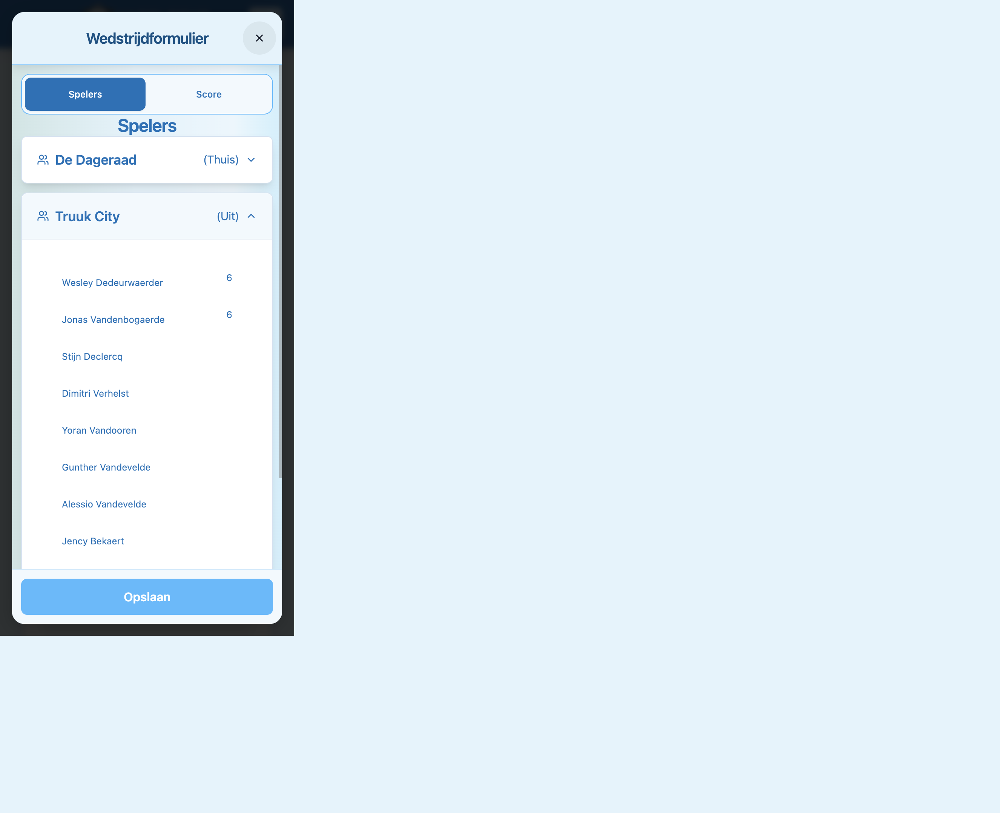 Wedstrijdformulier
Spelers Score
Spelers
De Dageraad (Thuis)
Truuk City (Uit)
Wesley Dedeurwaerder 6
Jonas Vandenbogaerde 6
Stijn Declercq
Dimitri Verhelst
Yoran Vandooren
Gunther Vandevelde
Alessio Vandevelde
Jency Bekaert
Opslaan